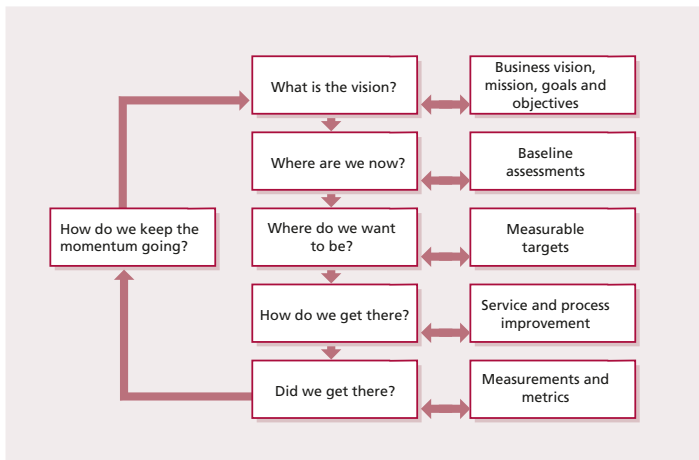 What is the vision?
Business vision,
mission, goals and
objectives
Where are we now?
Baseline
assessments
How do we keep the
momentum going?
Where do we want
to be?
Measurable
targets
How do we get there?
Service and process
improvement
Did we get there?
Measurements and
metrics